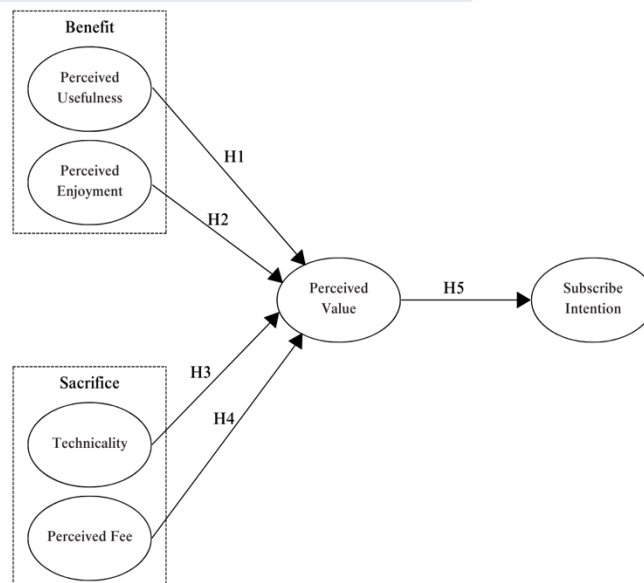 Benefit
Perceived
Usefulness
Perceived
Enjoyment
H1
H2
Perceived
Value
H5
Subscribe
Intention
Sacrifice
H3
H4
Technicality
Perceived Fee